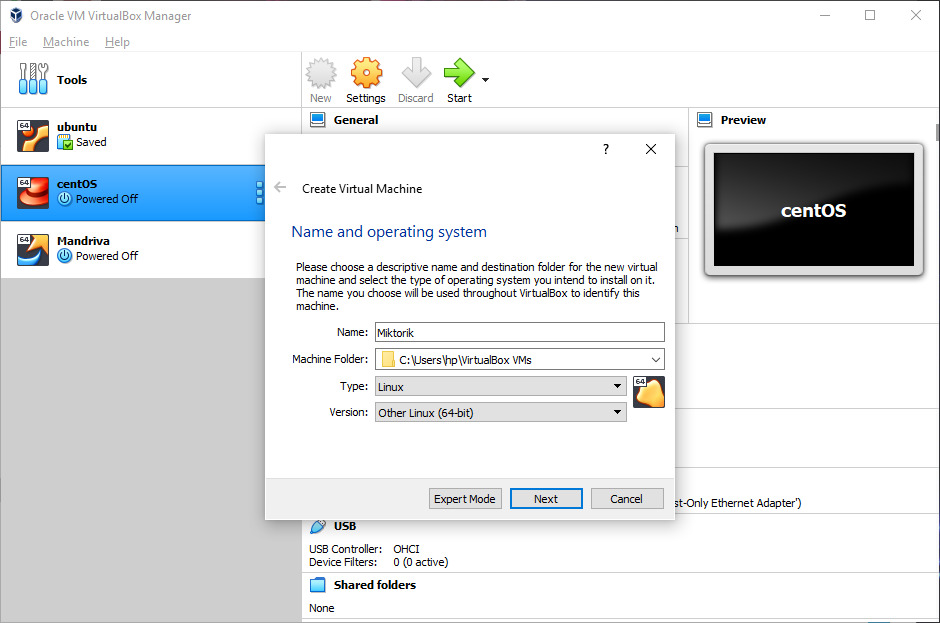 Oracle VM VirtualBox Manager
File Machine Help
Tools
New
Settings
Discard
Start
64
ubuntu
Saved
64
centOS
Powered Off
64
Mandriva
Powered Off
General
Preview
centOS
?
Create Virtual Machine
Name and operating system
Please choose a descriptive name and destination folder for the new virtual
machine and select the type of operating system you intend to install on it.
The name you choose will be used throughout VirtualBox to identify this
machine.
Name: Miktorik
Machine Folder: C:\Users\hp\VirtualBox VMs
Type: Linux
64
Version: Other Linux (64-bit)
Expert Mode Next Cancel
st-Only Ethernet Adapter')
USB
USB Controller: OHCI
Device Filters: 0 (0 active)
Shared folders
None